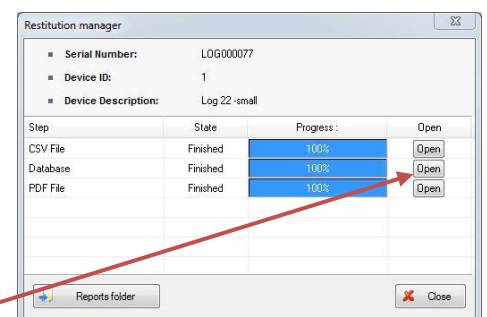 Restitution manager
Serial Number: LOG000077
Device ID: 1
Device Description: Log 22 -small
Step State Progress : Open
CSV File Finished 100% Open
Database Finished 100% Open
PDF File Finished 100% Open
Reports folder Close